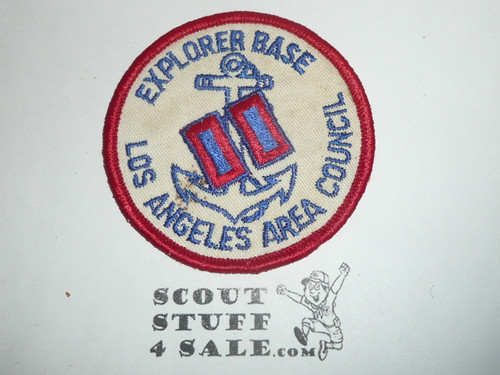 EXPLORER BASE
LOS ANGELES AREA COUNCIL
SCOUT
STUFF
4 SALE.COM